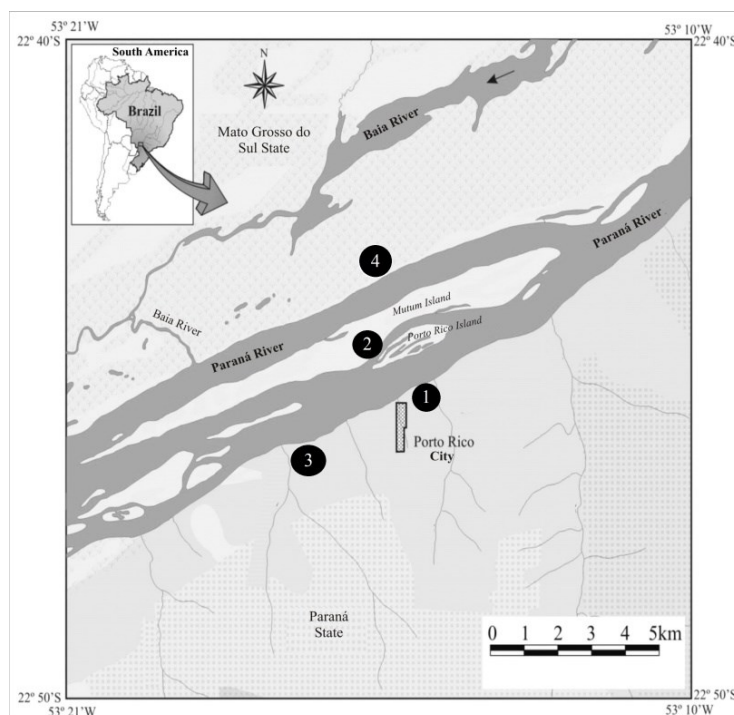 53° 21'W
53° 10'W
22° 40'S
22° 40'S
South America
Brazil
N
Mato Grosso do
Sul State
Baia River
Paraná River
4
Mutum Island
Baia River
Porto Rico Island
2
Paraná River
1
Porto Rico
City
3
Paraná
State
0 1 2 3 4 5km
22° 50'S
22° 50'S
53° 21'W
53° 10'W